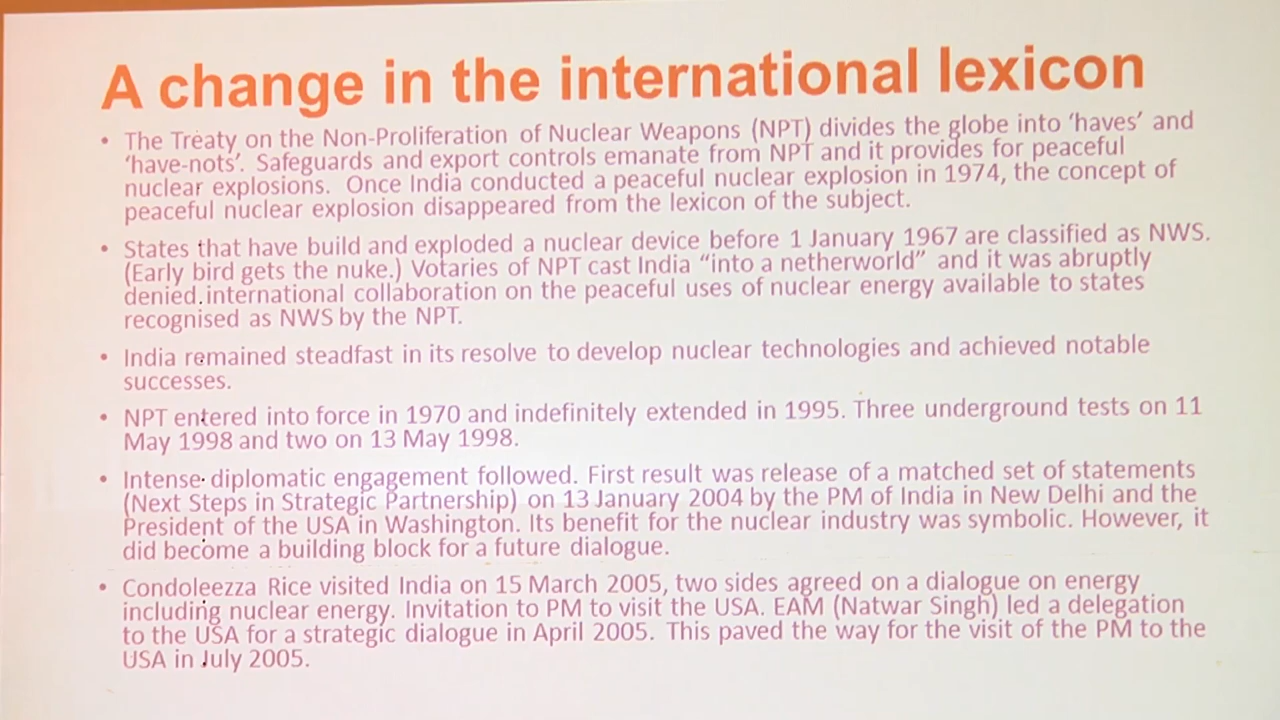 A change in the international lexicon
• The Treaty on the Non-Proliferation of Nuclear Weapons (NPT) divides the globe into ‘haves’ and
‘have-nots’. Safeguards and export controls emanate from NPT and it provides for peaceful
nuclear explosions. Once India conducted a peaceful nuclear explosion in 1974, the concept of
peaceful nuclear explosion disappeared from the lexicon of the subject.
• States that have build and exploded a nuclear device before 1 January 1967 are classified as NWS.
(Early bird gets the nuke.) Votaries of NPT cast India “into a netherworld” and it was abruptly
denied international collaboration on the peaceful uses of nuclear energy available to states
recognised as NWS by the NPT.
• India remained steadfast in its resolve to develop nuclear technologies and achieved notable
successes.
• NPT entered into force in 1970 and indefinitely extended in 1995. Three underground tests on 11
May 1998 and two on 13 May 1998.
• Intense diplomatic engagement followed. First result was release of a matched set of statements
(Next Steps in Strategic Partnership) on 13 January 2004 by the PM of India in New Delhi and the
President of the USA in Washington. Its benefit for the nuclear industry was symbolic. However, it
did become a building block for a future dialogue.
• Condoleezza Rice visited India on 15 March 2005, two sides agreed on a dialogue on energy
including nuclear energy. Invitation to PM to visit the USA. EAM (Natwar Singh) led a delegation
to the USA for a strategic dialogue in April 2005. This paved the way for the visit of the PM to the
USA in July 2005.